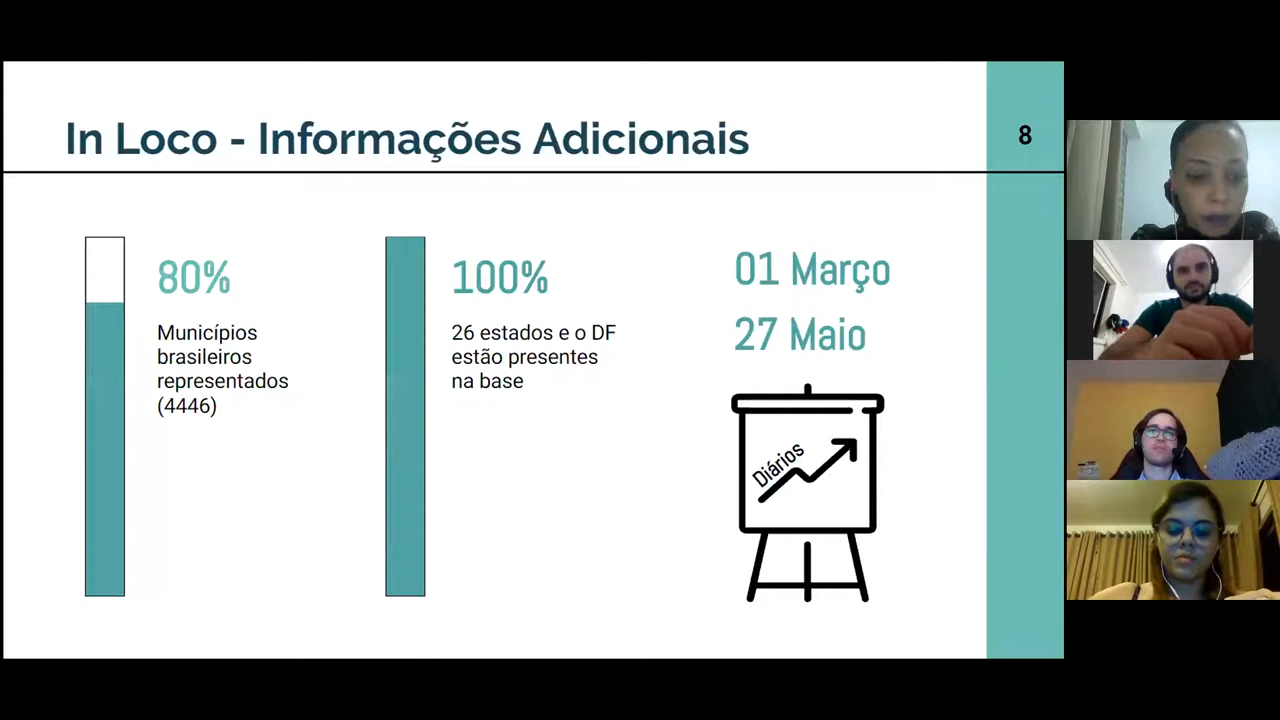 In Loco - Informações Adicionais
8
80%
Municípios
brasileiros
representados
(4446)
100%
26 estados e o DF
estão presentes
na base
01 Março
27 Maio
Diários